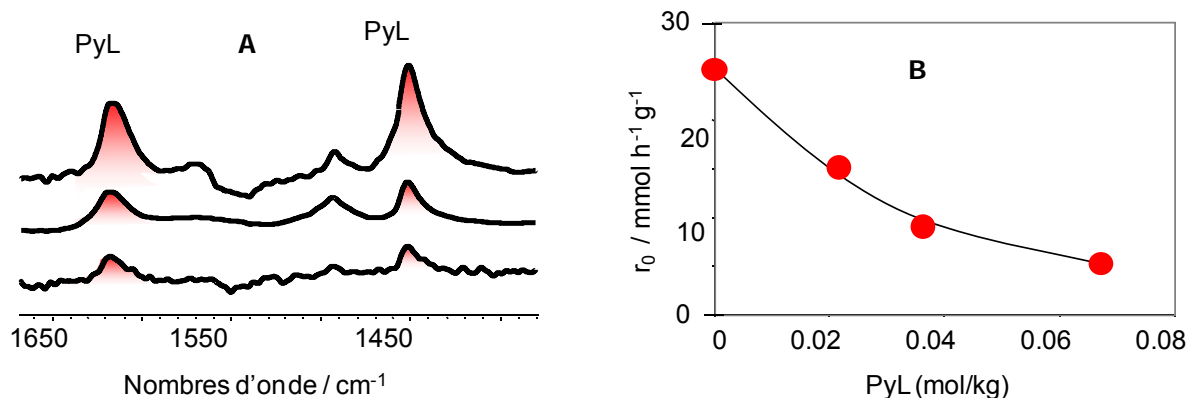 PyL
A
PyL
1650 1550 1450
Nombres d'onde / cm-1
30
B
20
10
0
r0 / mmol h-1 g-1
0 0.02 0.04 0.06 0.08
PyL (mol/kg)